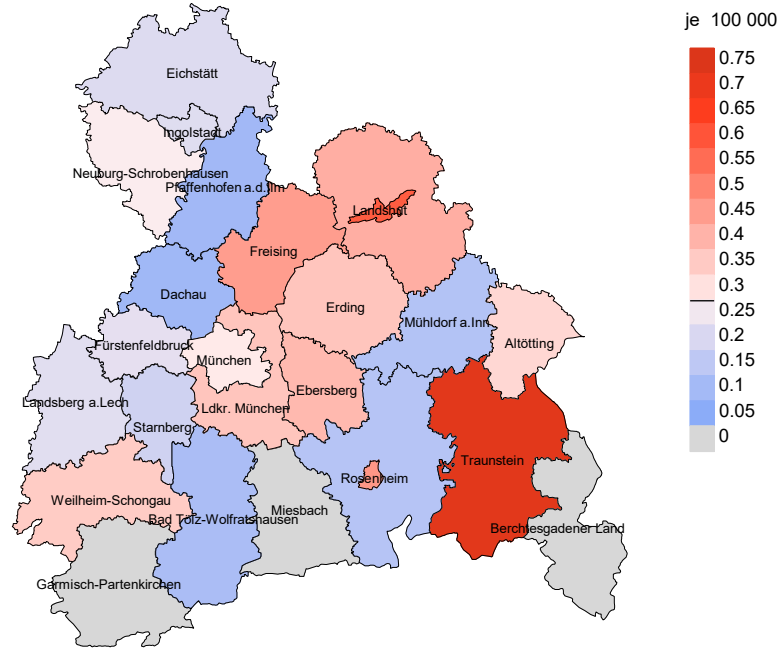 je 100 000
0.75
0.7
0.65
0.6
0.55
0.5
0.45
0.4
0.35
0.3
0.25
0.2
0.15
0.1
0.05
0
Eichstätt
Ingolstadt
Neuburg-Schrobenhausen
Pfaffenhofen a.d.Ilm
Landshut
Freising
Dachau
Erding
Mühldorf a.Inn
Altötting
Fürstenfeldbruck
München
Ebersberg
Landsberg a.Lech
Ldkr. München
Starnberg
Traunstein
Rosenheim
Weilheim-Schongau
Miesbach
Bad Tölz-Wolfratshausen
Berchtesgadener Land
Garmisch-Partenkirchen